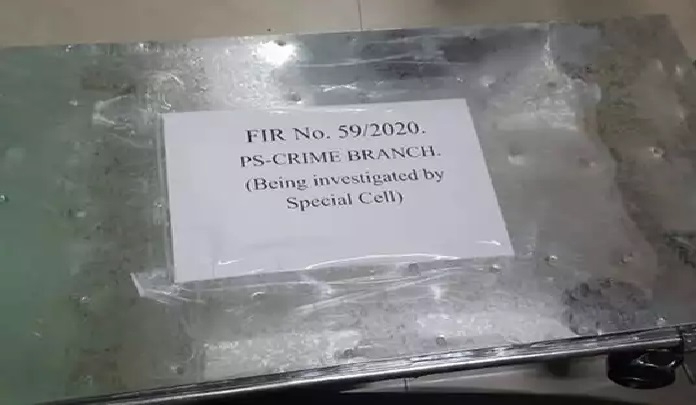 FIR No. 59/2020.
PS-CRIME BRANCH.
(Being investigated by
Special Cell)